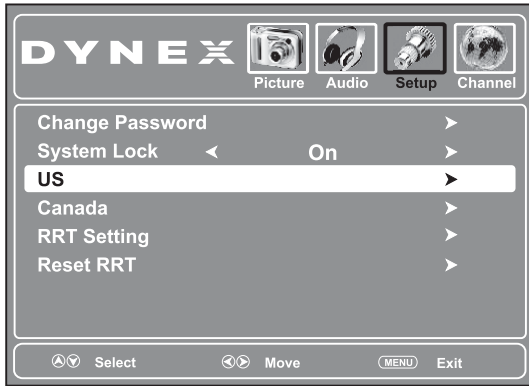 DYNEX
Picture Audio Setup Channel
Change Password
System Lock On
US
Canada
RRT Setting
Reset RRT
Select Move MENU Exit